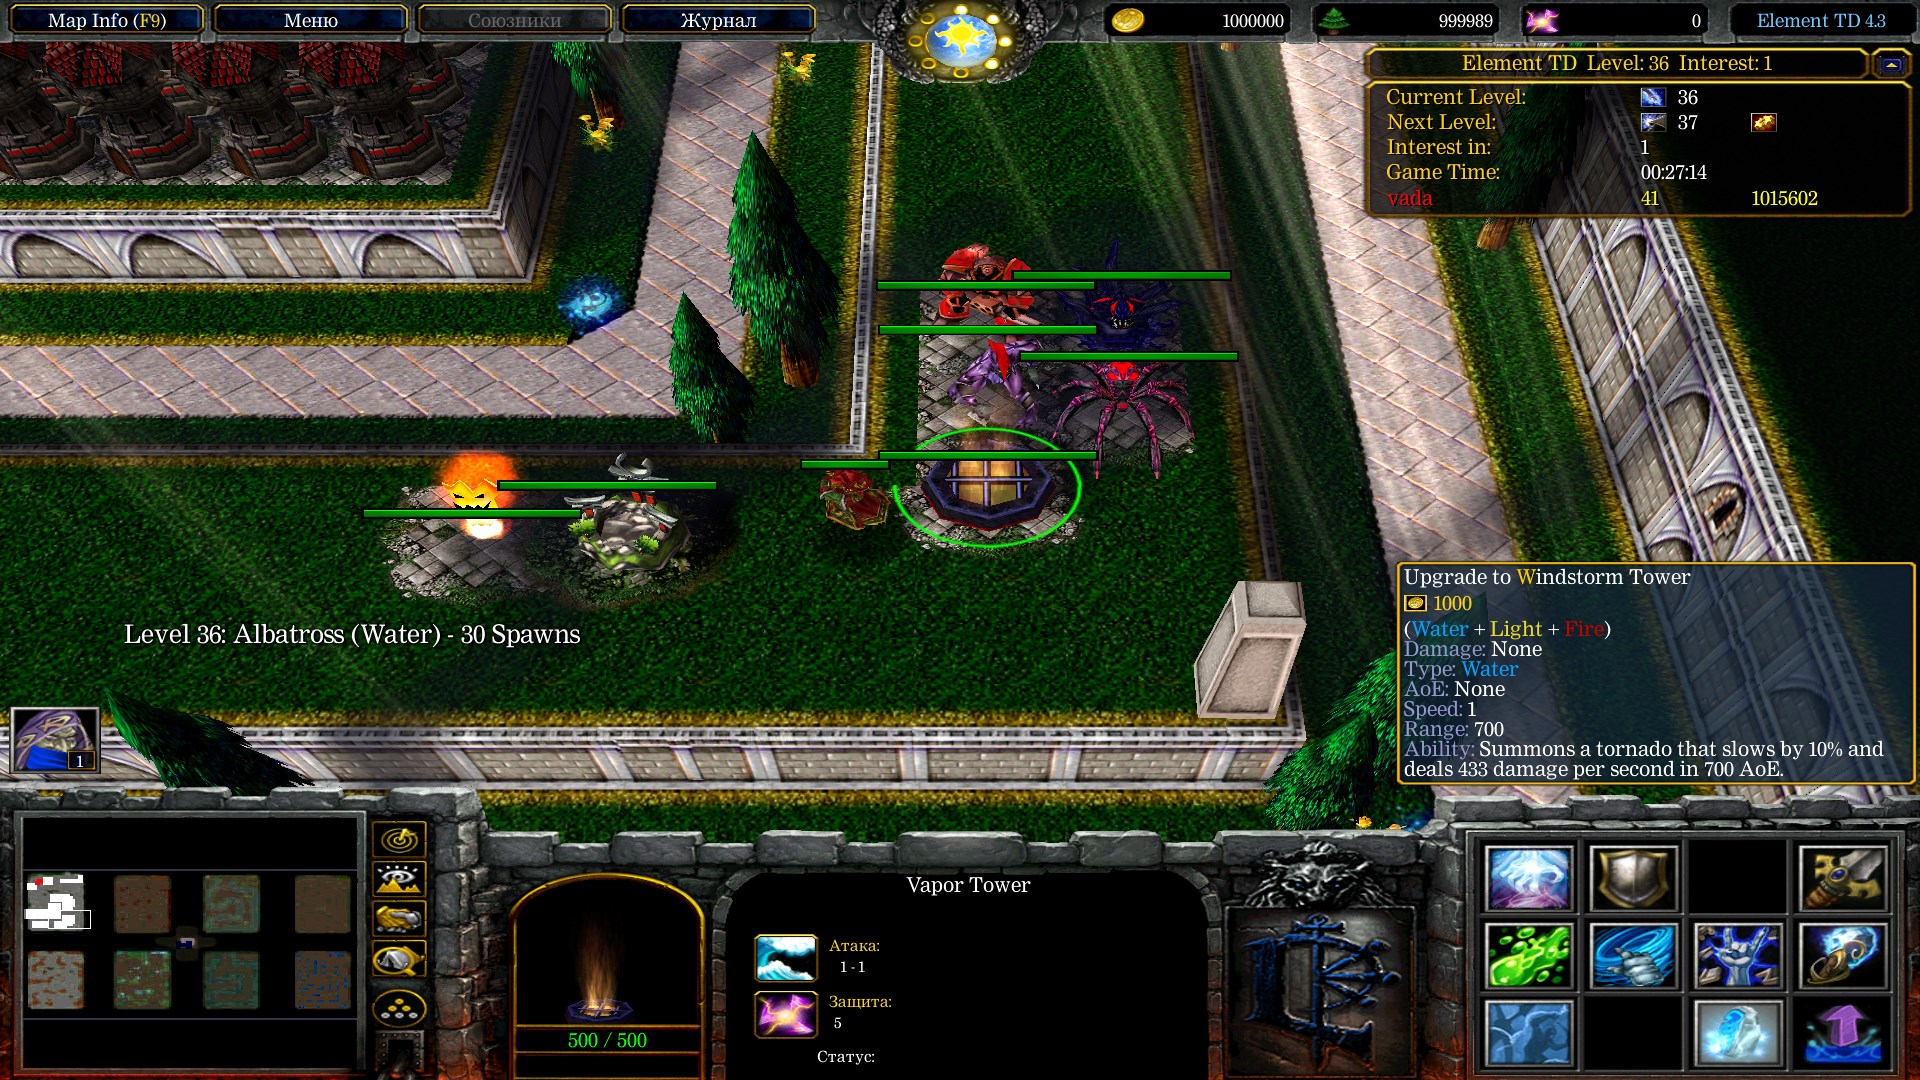 Map Info (F9)
Меню
Союзники
Журнал
1000000
999989
0
Element TD 4.3
Element TD Level: 36 Interest: 1
Current Level: 36
Next Level: 37
Interest in: 1
Game Time: 00:27:14
vada 41 1015602
Level 36: Albatross (Water) - 30 Spawns
Upgrade to Windstorm Tower
1000
(Water + Light + Fire)
Damage: None
Type: Water
AoE: None
Speed: 1
Range: 700
Ability: Summons a tornado that slows by 10% and
deals 433 damage per second in 700 AoE.
1
Vapor Tower
Атака:
1 - 1
Защита:
5
Статус:
500 / 500